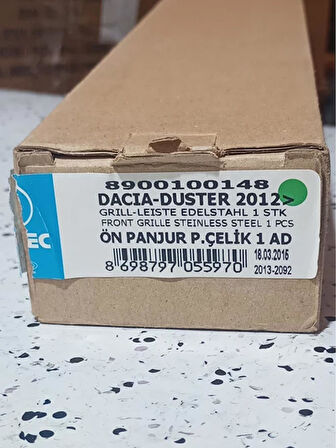 8900100148
DACIA-DUSTER 2012>
GRILL-LEISTE EDELSTAHL 1 STK
FRONT GRILLE STEINLESS STEEL 1 PCS
ÖN PANJUR P.ÇELİK 1 AD
8 698797 055970
18.03.2016
2013-2092
TEC